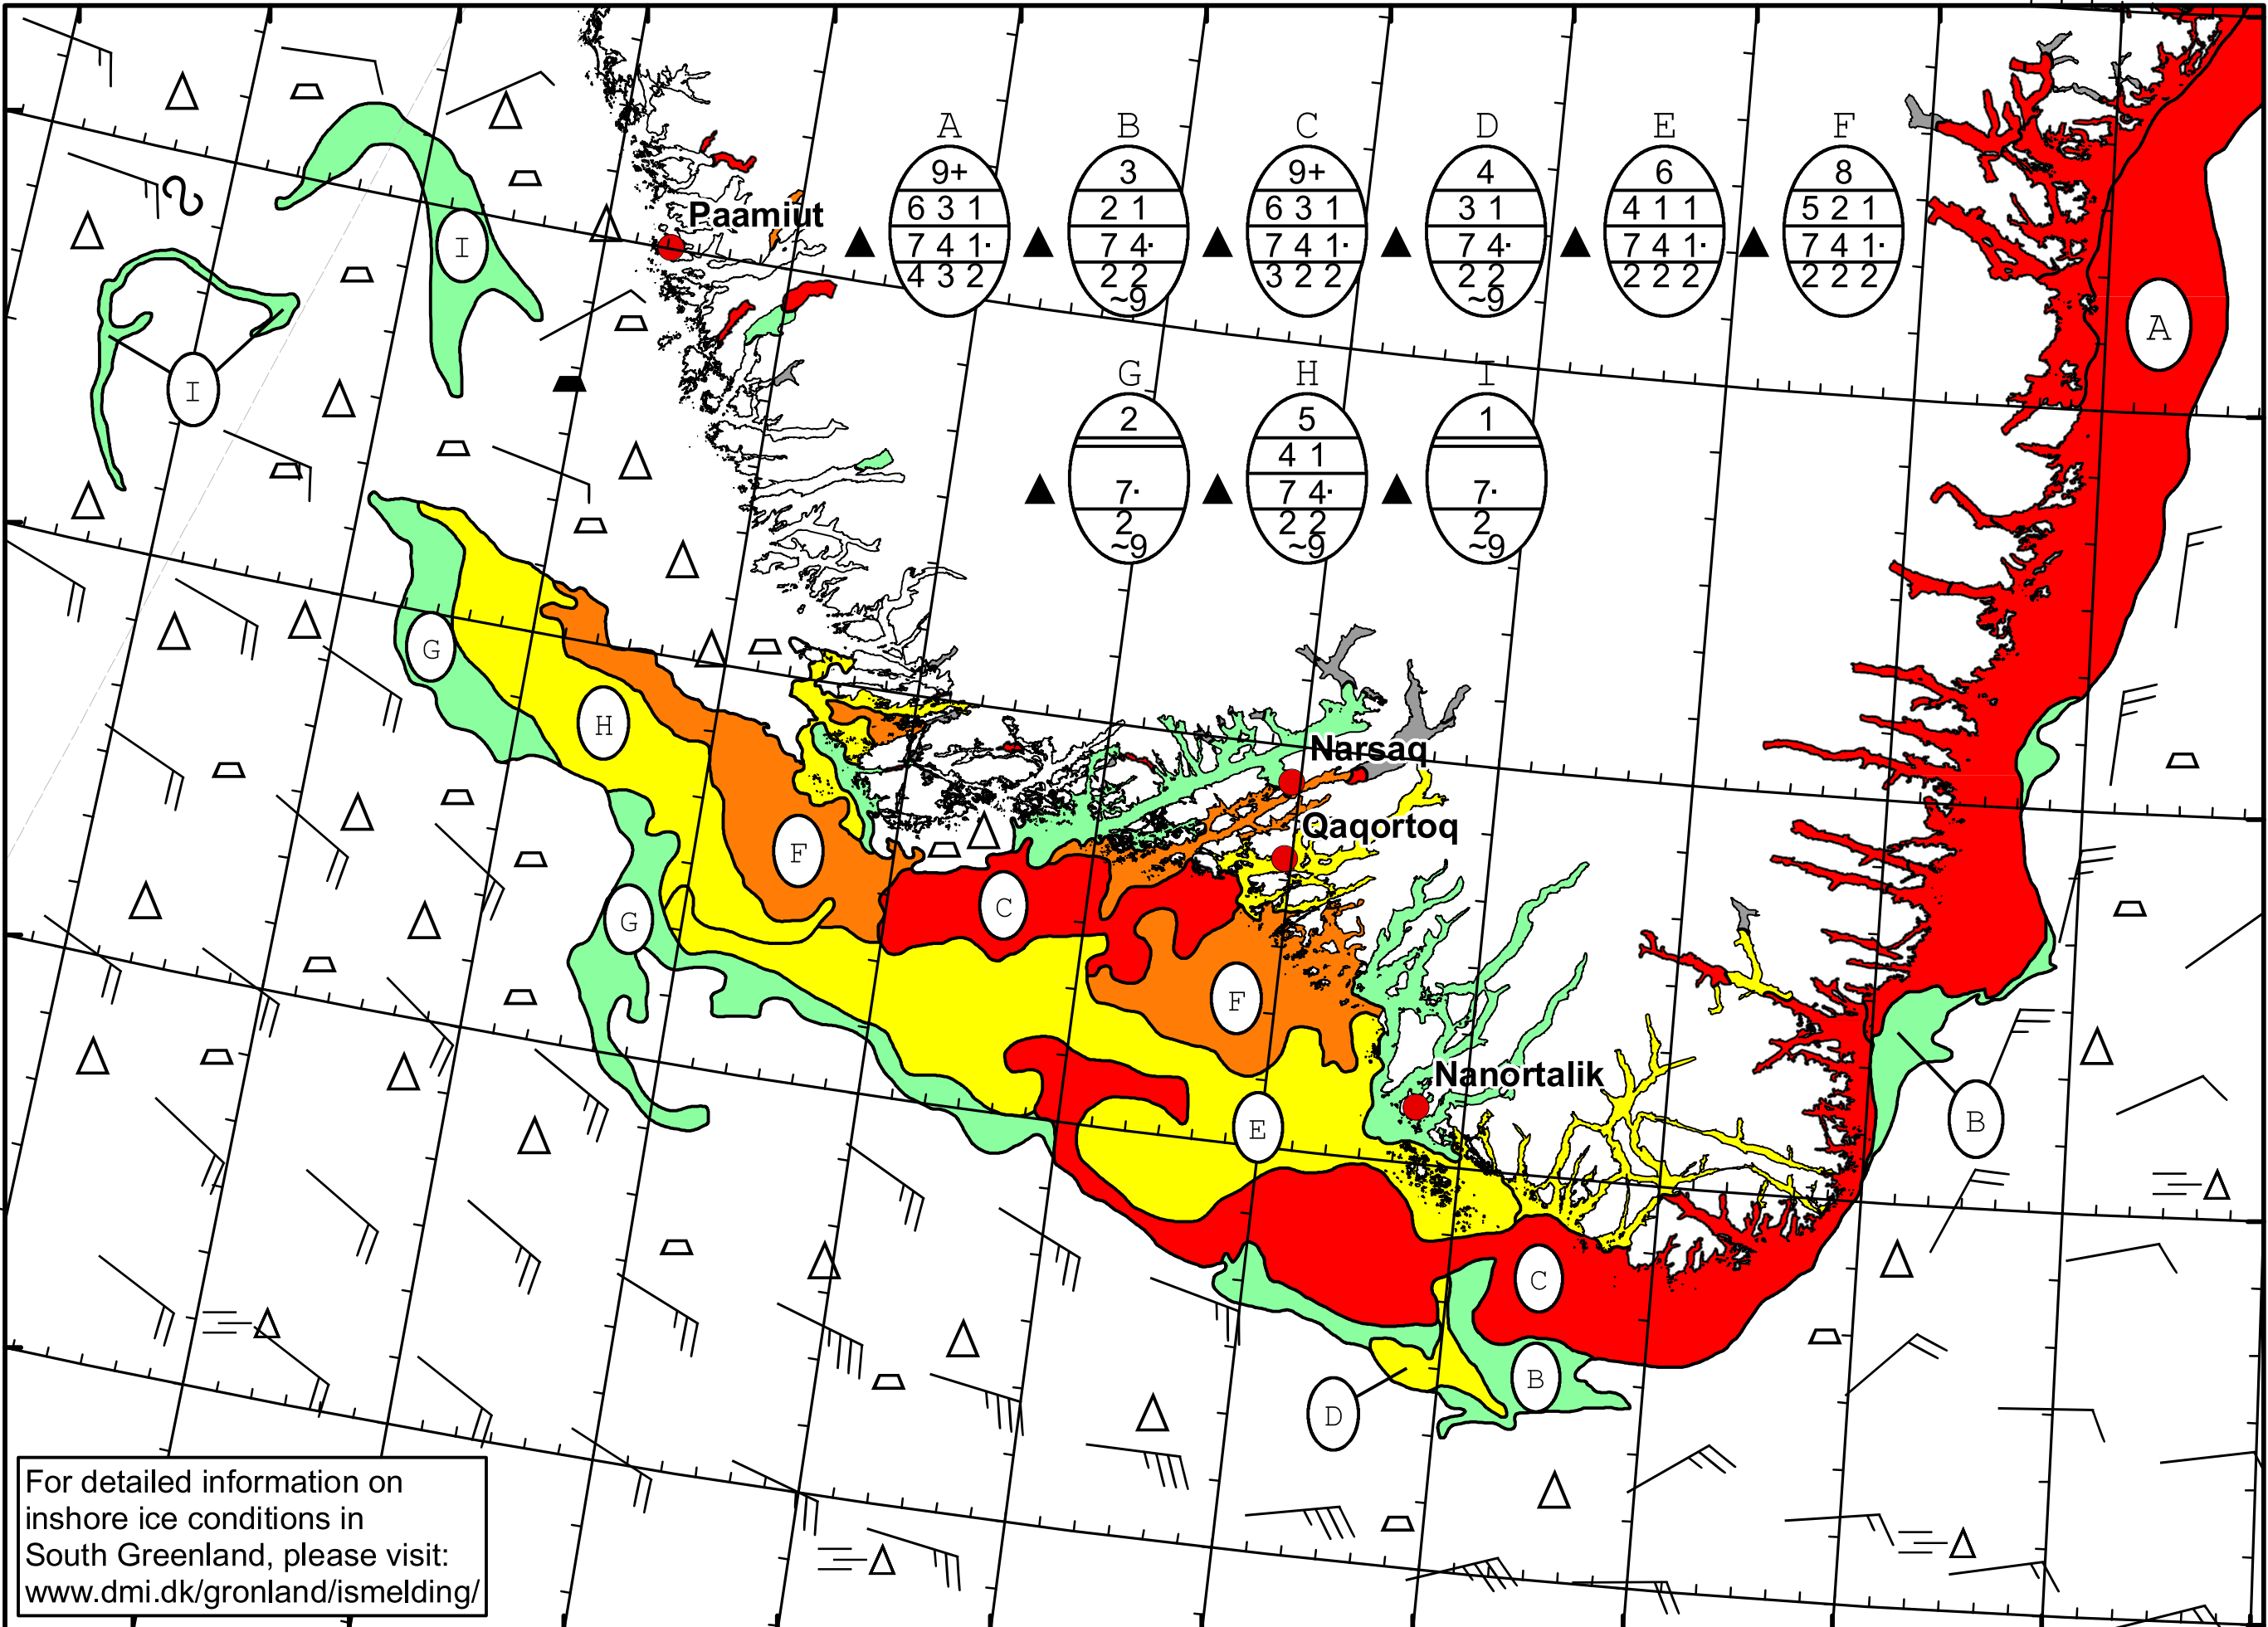 A B C D E F
9+ 3 9+ 4 6 8
6 3 1 2 1 6 3 1 3 1 4 1 1 5 2 1
7 4 1· 7 4· 7 4 1· 7 4· 7 4 1· 7 4 1·
4 3 2 2 2 3 2 2 2 2 2 2 2 2 2 2
~9 ~9
Paamiut
I
A
I
G H I
2 5 1
4 1
7· 7 4· 7·
2 2 2 2
~9 ~9 ~9
G
H
Narsaq
Qaqortoq
F
C
G
F
Nanortalik
E
B
C
B
D
For detailed information on
inshore ice conditions in
South Greenland, please visit:
www.dmi.dk/gronland/ismelding/